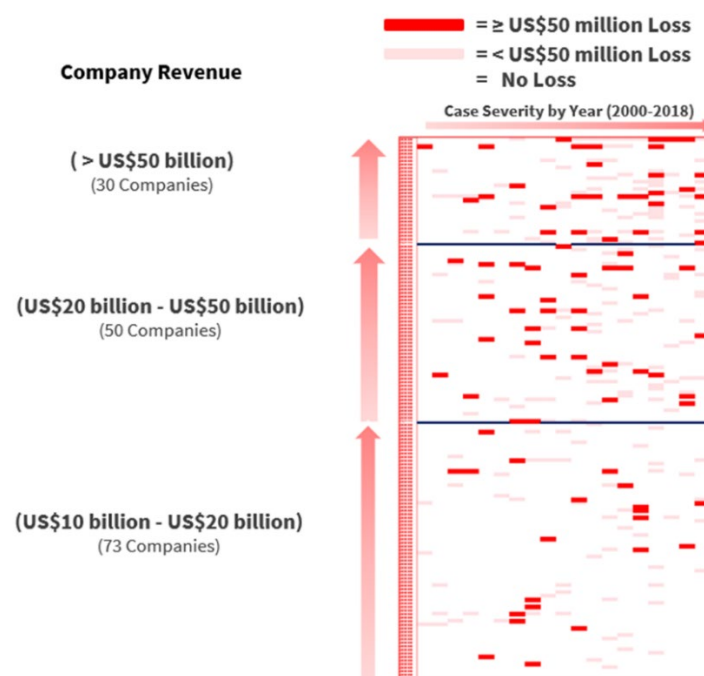 = ≥ US$50 million Loss
= < US$50 million Loss
= No Loss
Company Revenue
Case Severity by Year (2000-2018)
( > US$50 billion)
(30 Companies)
(US$20 billion - US$50 billion)
(50 Companies)
(US$10 billion - US$20 billion)
(73 Companies)